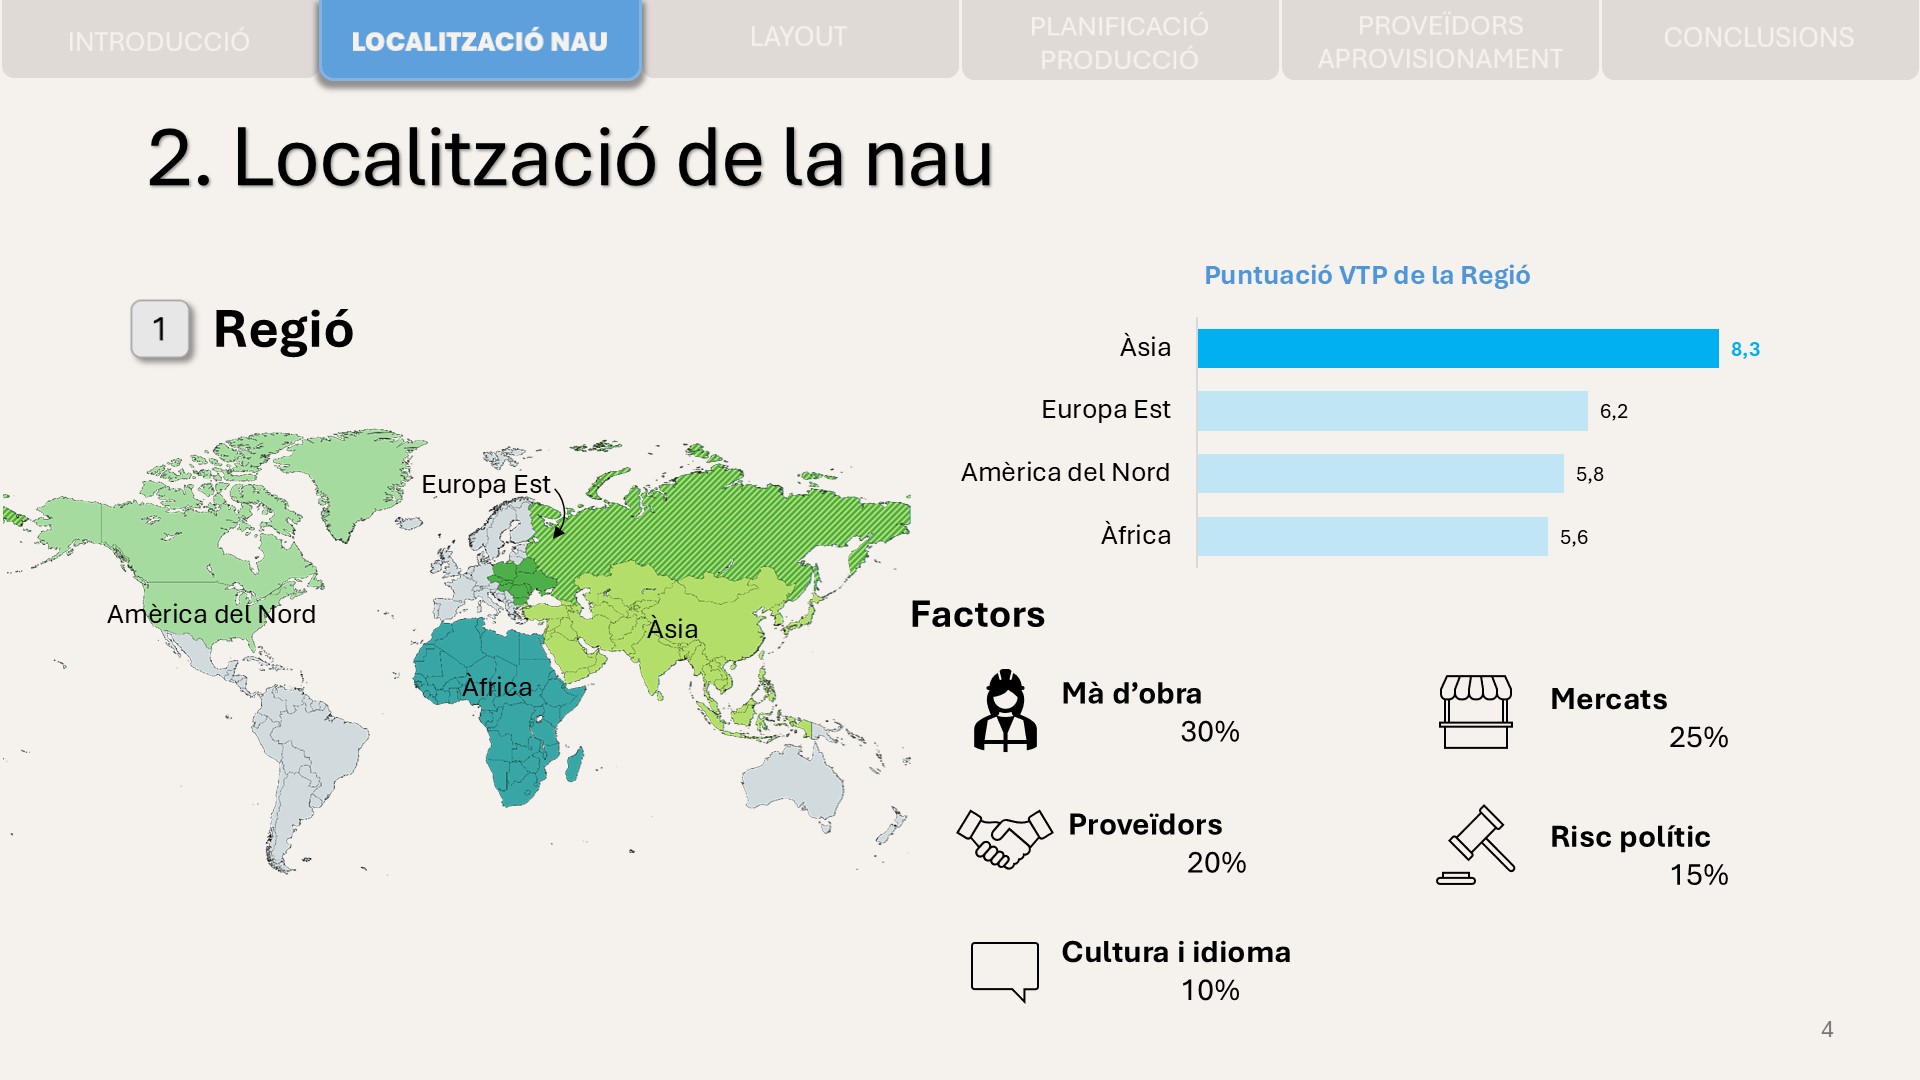 INTRODUCCIÓ
LOCALITZACIÓ NAU
LAYOUT
PLANIFICACIÓ
PRODUCCIÓ
PROVEÏDORS
APROVISIONAMENT
CONCLUSIONS
2. Localització de la nau
1 Regió
Europa Est
Amèrica del Nord
Àsia
Àfrica
Puntuació VTP de la Regió
Àsia 8,3
Europa Est 6,2
Amèrica del Nord 5,8
Àfrica 5,6
Factors
Mà d’obra
30%
Mercats
25%
Proveïdors
20%
Risc polític
15%
Cultura i idioma
10%
4